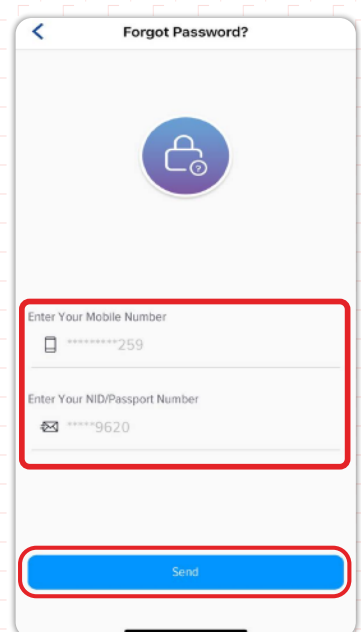 Forgot Password?
Enter Your Mobile Number
*********259
Enter Your NID/Passport Number
*****9620
Send